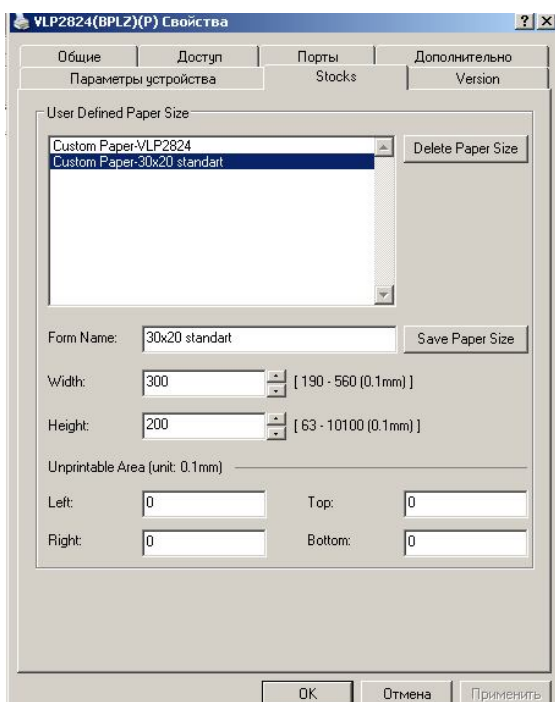 VLP2824(BPLZ)(P) Свойства
Общие Доступ Порты Дополнительно
Параметры устройства Stocks Version
User Defined Paper Size
Custom Paper-VLP2824
Custom Paper-30x20 standart
Delete Paper Size
Form Name: 30x20 standart Save Paper Size
Width: 300 [ 190 - 560 (0.1mm) ]
Height: 200 [ 63 - 10100 (0.1mm) ]
Unprintable Area (unit: 0.1mm)
Left: 0 Top: 0
Right: 0 Bottom: 0
OK Отмена Применить